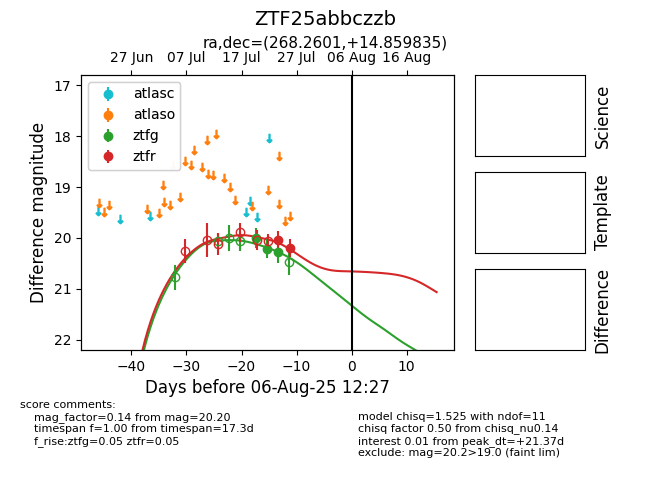 ZTF25abbczzb
ra,dec=(268.2601,+14.859835)
27 Jun 07 Jul 17 Jul 27 Jul 06 Aug 16 Aug
17
18
19
20
21
22
Difference magnitude
atlasc
atlaso
ztfg
ztfr
−40 −30 −20 −10 0 10
Days before 06-Aug-25 12:27
Science
Template
Difference
score comments:
mag_factor=0.14 from mag=20.20
timespan f=1.00 from timespan=17.3d
f_rise:ztfg=0.05 ztfr=0.05
model chisq=1.525 with ndof=11
chisq factor 0.50 from chisq_nu0.14
interest 0.01 from peak_dt=+21.37d
exclude: mag=20.2>19.0 (faint lim)